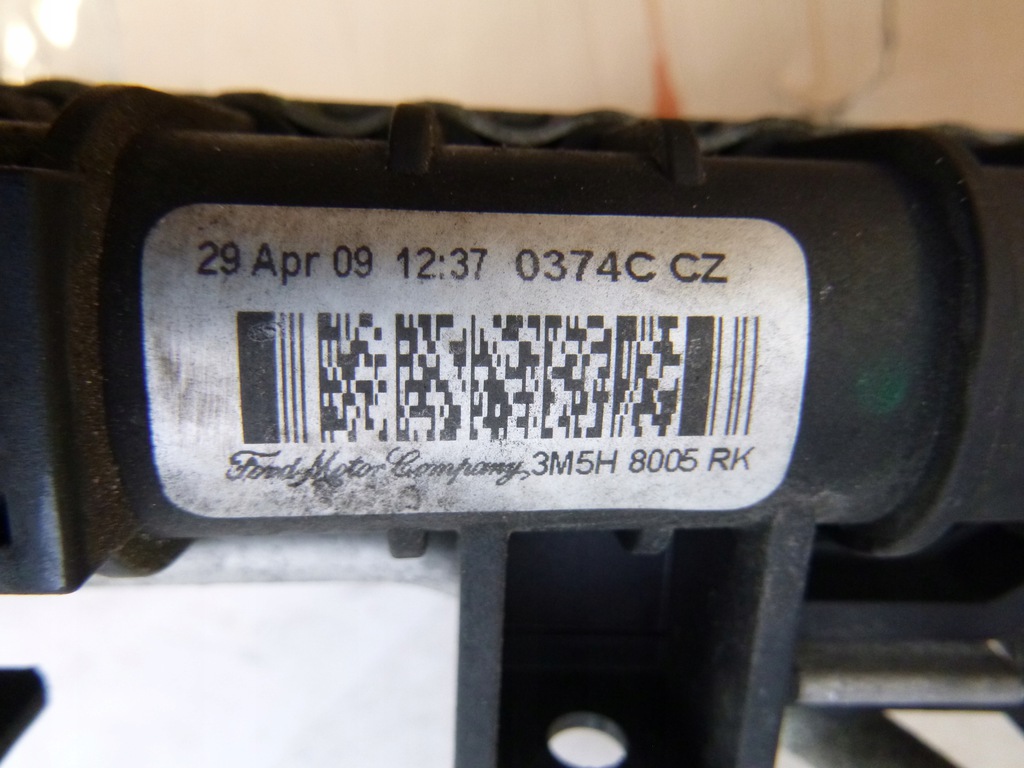 29 Apr 09 12:37 0374C CZ
Ford Motor Company, 3M5H 8005 RK